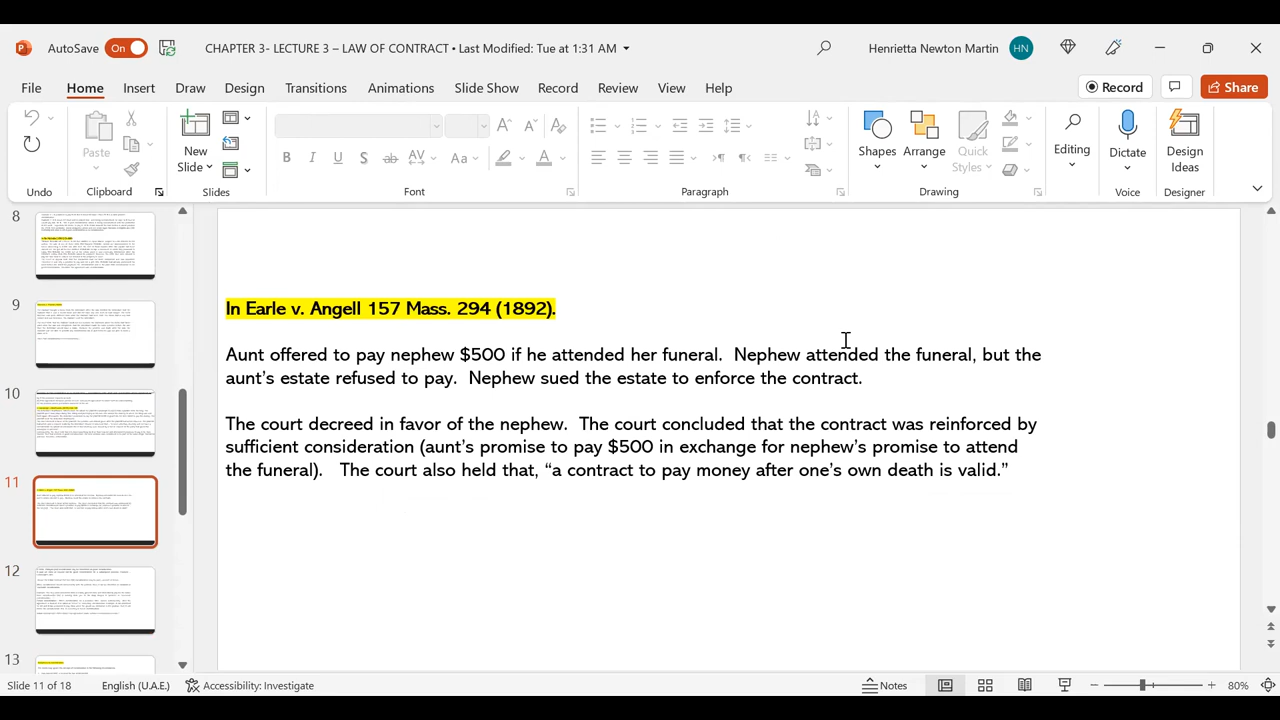 AutoSave On CHAPTER 3- LECTURE 3 – LAW OF CONTRACT • Last Modified: Tue at 1:31 AM Henrietta Newton Martin HN
File Home Insert Draw Design Transitions Animations Slide Show Record Review View Help Record Share
Paste New Slide Shapes Arrange Quick Styles Editing Dictate Design Ideas
Undo Clipboard Slides Font Paragraph Drawing Voice Designer
8
9
10
11
12
13
In Earle v. Angell 157 Mass. 294 (1892).
Aunt offered to pay nephew $500 if he attended her funeral. Nephew attended the funeral, but the
aunt's estate refused to pay. Nephew sued the estate to enforce the contract.
The court decreed in favor of the nephew. The court concluded that the contract was reinforced by
sufficient consideration (aunt's promise to pay $500 in exchange for nephew's promise to attend
the funeral). The court also held that, "a contract to pay money after one's own death is valid."
Slide 11 of 18 English (U.A.E.) Accessibility: Investigate Notes 80%